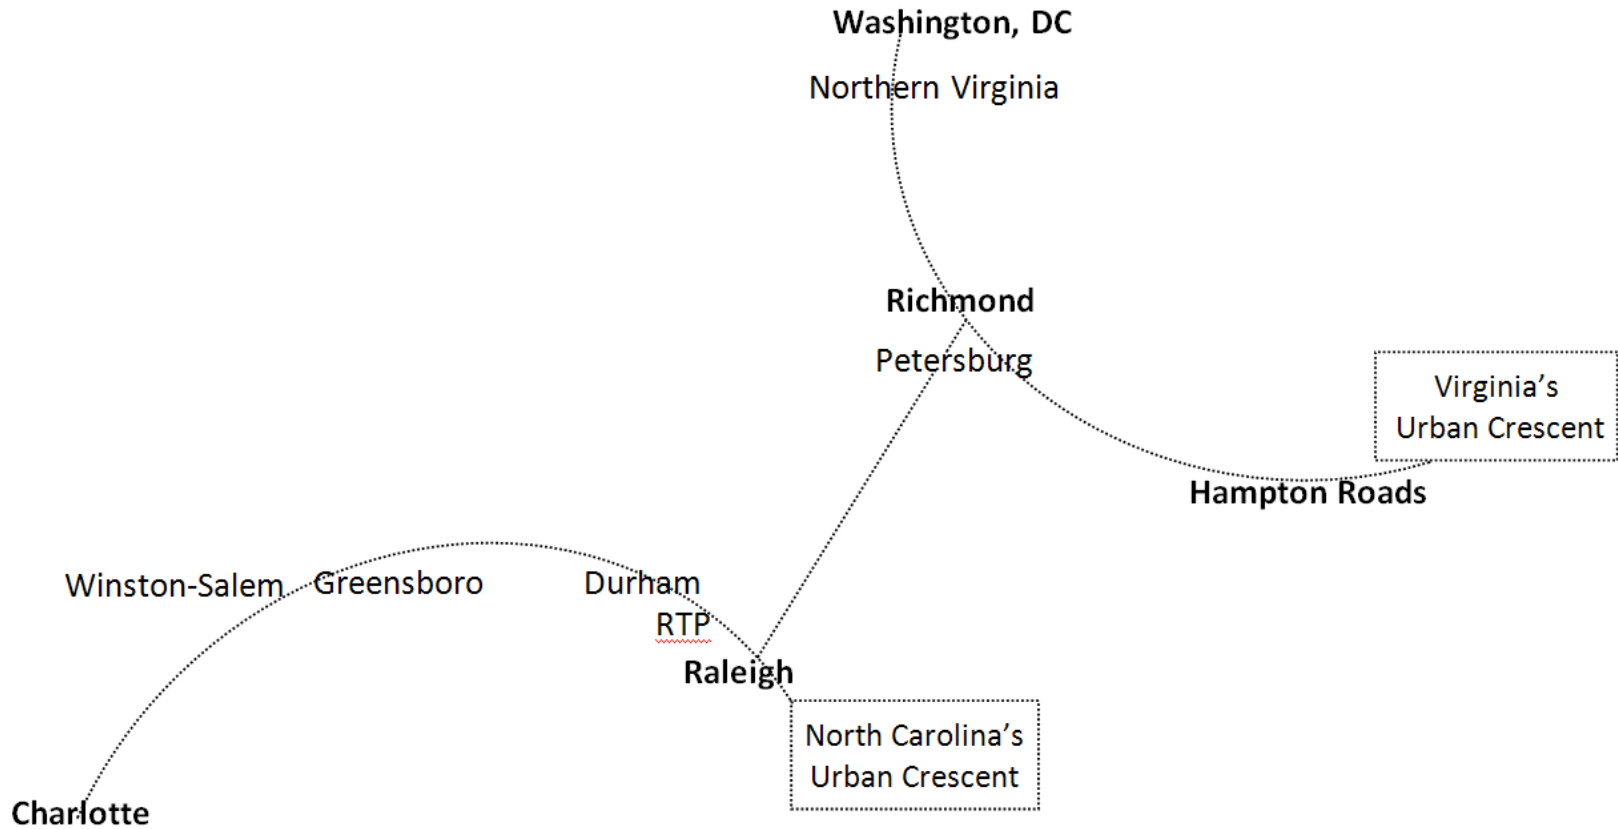 Washington, DC
Northern Virginia
Richmond
Petersburg
Virginia’s
Urban Crescent
Hampton Roads
Winston-Salem
Greensboro
Durham
RTP
Raleigh
North Carolina’s
Urban Crescent
Charlotte